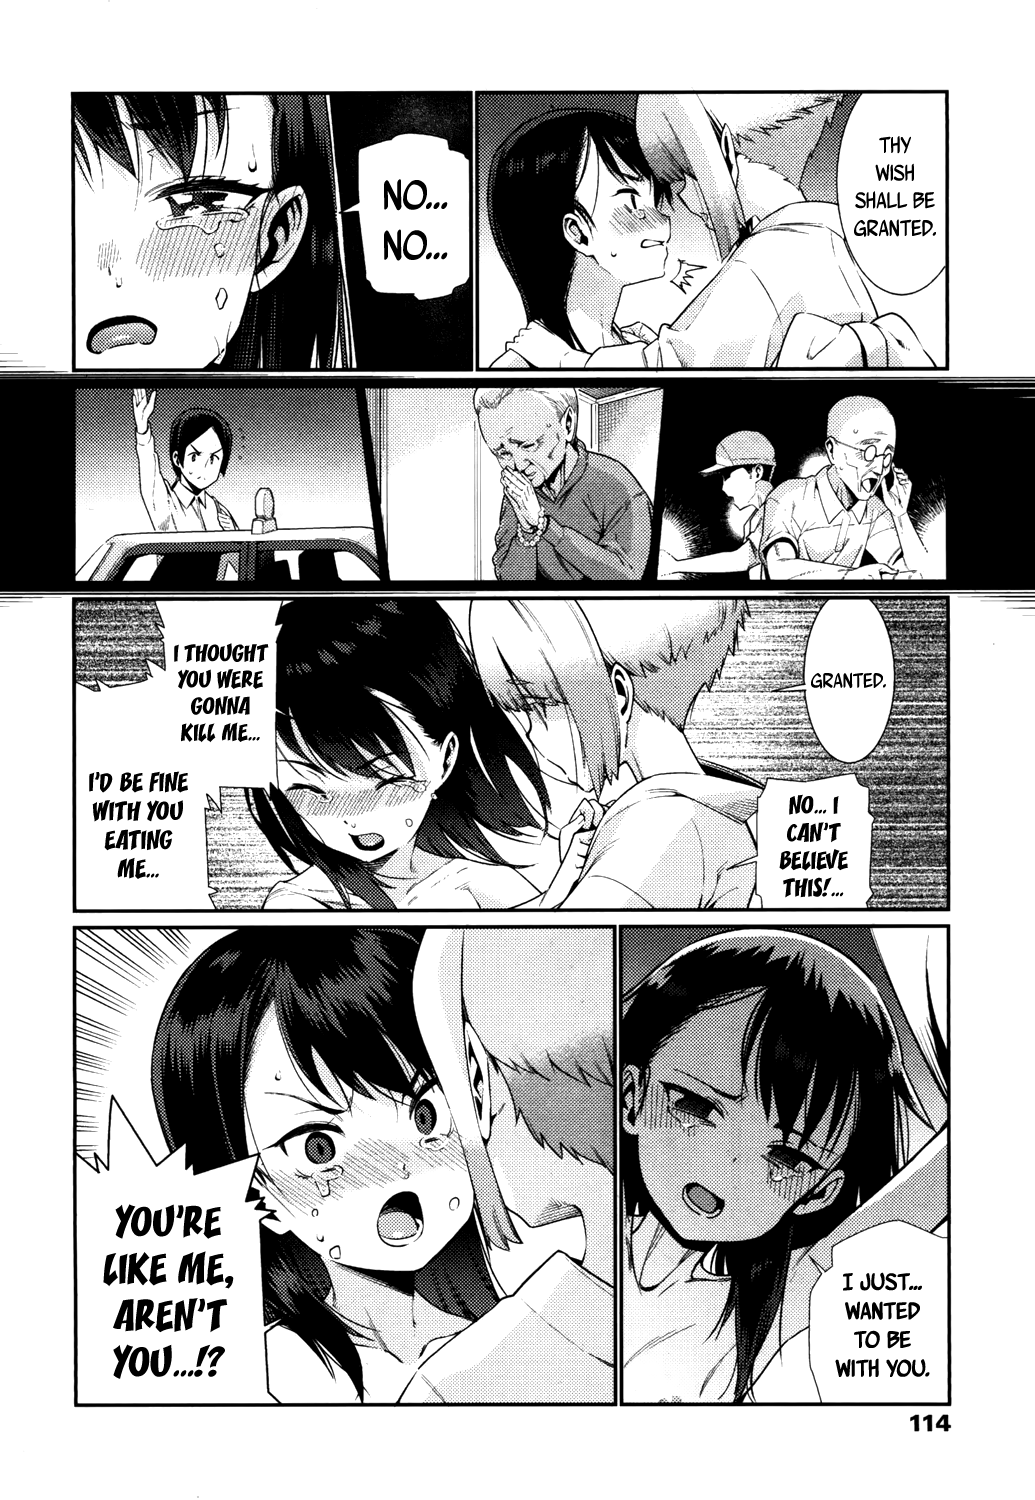 THY
WISH
SHALL BE
GRANTED.
NO...
NO...
GRANTED.
NO... I
CAN'T
BELIEVE
THIS!...
I THOUGHT
YOU WERE
GONNA
KILL ME...
I'D BE FINE
WITH YOU
EATING
ME...
I JUST...
WANTED
TO BE
WITH YOU.
YOU'RE
LIKE ME,
AREN'T
YOU...!?
114